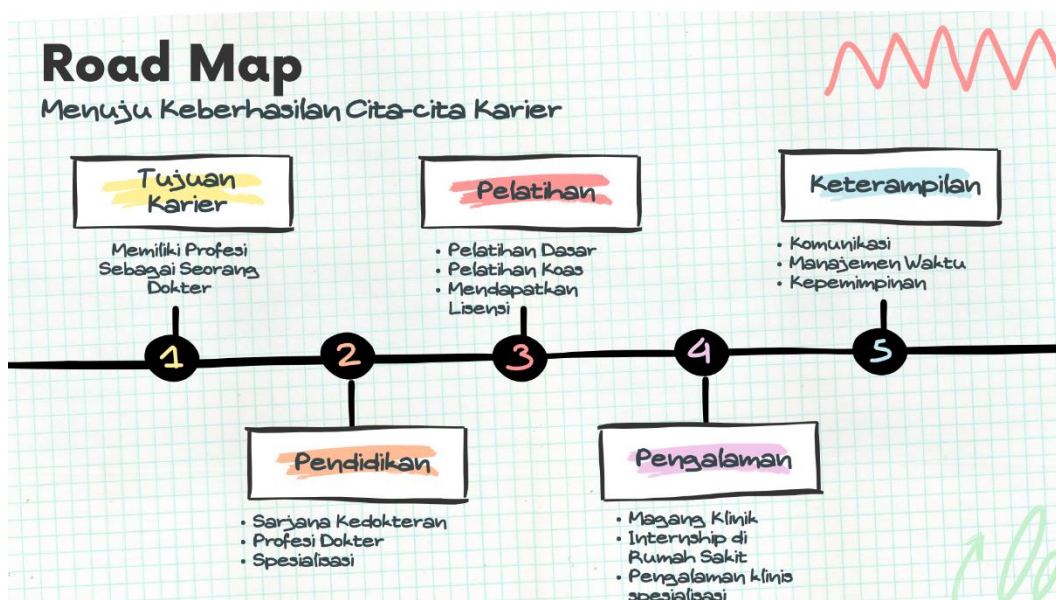 Road Map
Menuju Keberhasilan Cita-cita Karier
Tujuan
Karier
Memiliki Profesi
Sebagai Seorang
Dokter
1
2
Pendidikan
• Sarjana Kedokteran
• Profesi Dokter
• Spesialisasi
Pelatihan
• Pelatihan Dasar
• Pelatihan Koas
• Mendapatkan
Lisensi
3
4
Pengalaman
• Magang Klinik
• Internship di
Rumah Sakit
• Pengalaman klinis
spesialisasi
Keterampilan
• Komunikasi
• Manajemen Waktu
• Kepemimpinan
5